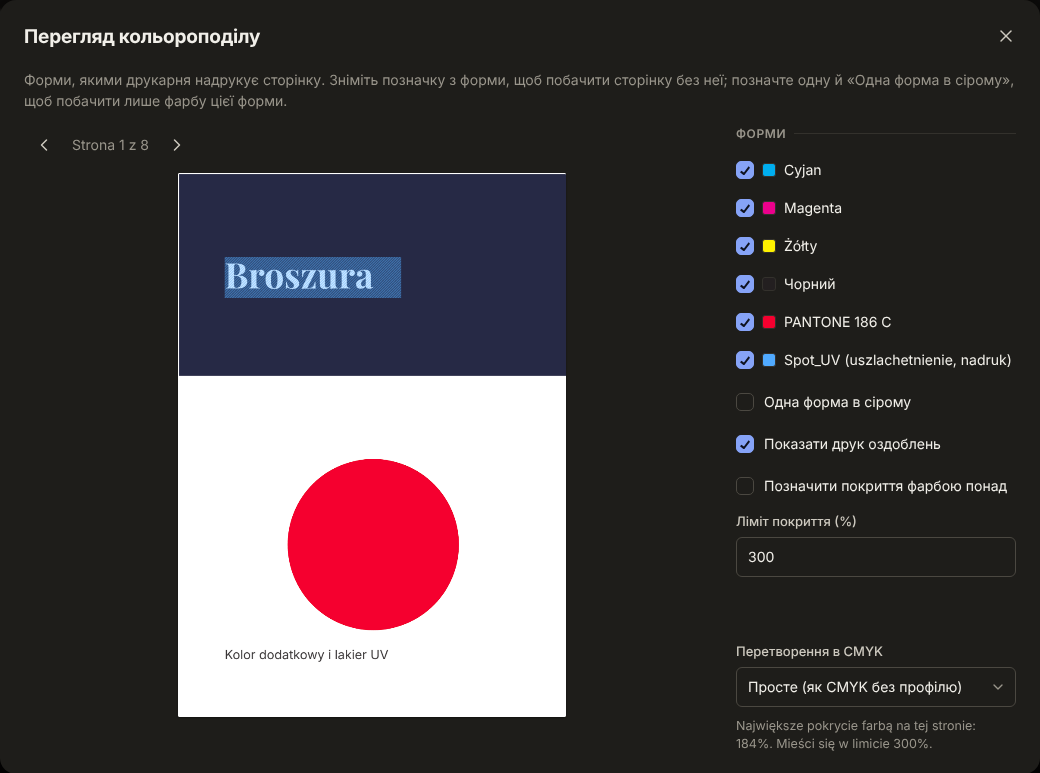 Перегляд кольороподілу
Форми, якими друкарня надрукує сторінку. Зніміть позначку з форми, щоб побачити сторінку без неї; позначте одну й «Одна форма в сірому»,
щоб побачити лише фарбу цієї форми.
Strona 1 z 8
Broszura
Kolor dodatkowy i lakier UV
ФОРМИ
Cyjan
Magenta
Żółty
Чорний
PANTONE 186 C
Spot_UV (uszlachetnienie, nadruk)
Одна форма в сірому
Показати друк оздоблень
Позначити покриття фарбою понад
Ліміт покриття (%)
300
Перетворення в CMYK
Просте (як CMYK без профілю)
Największe pokrycie farbą na tej stronie:
184%. Mieści się w limicie 300%.